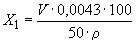 X₁ = V · 0,0043 · 100 / 50 · ρ